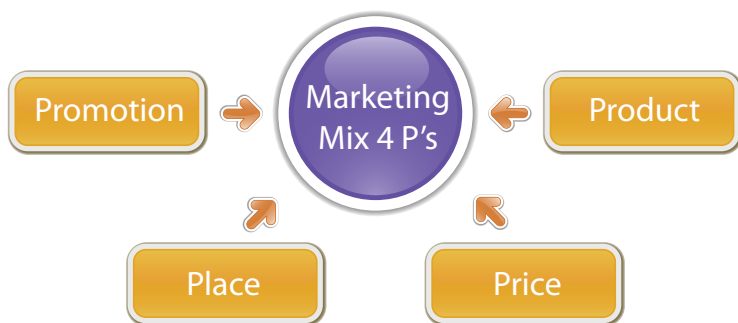 Promotion
Marketing
Mix 4 P's
Product
Place
Price